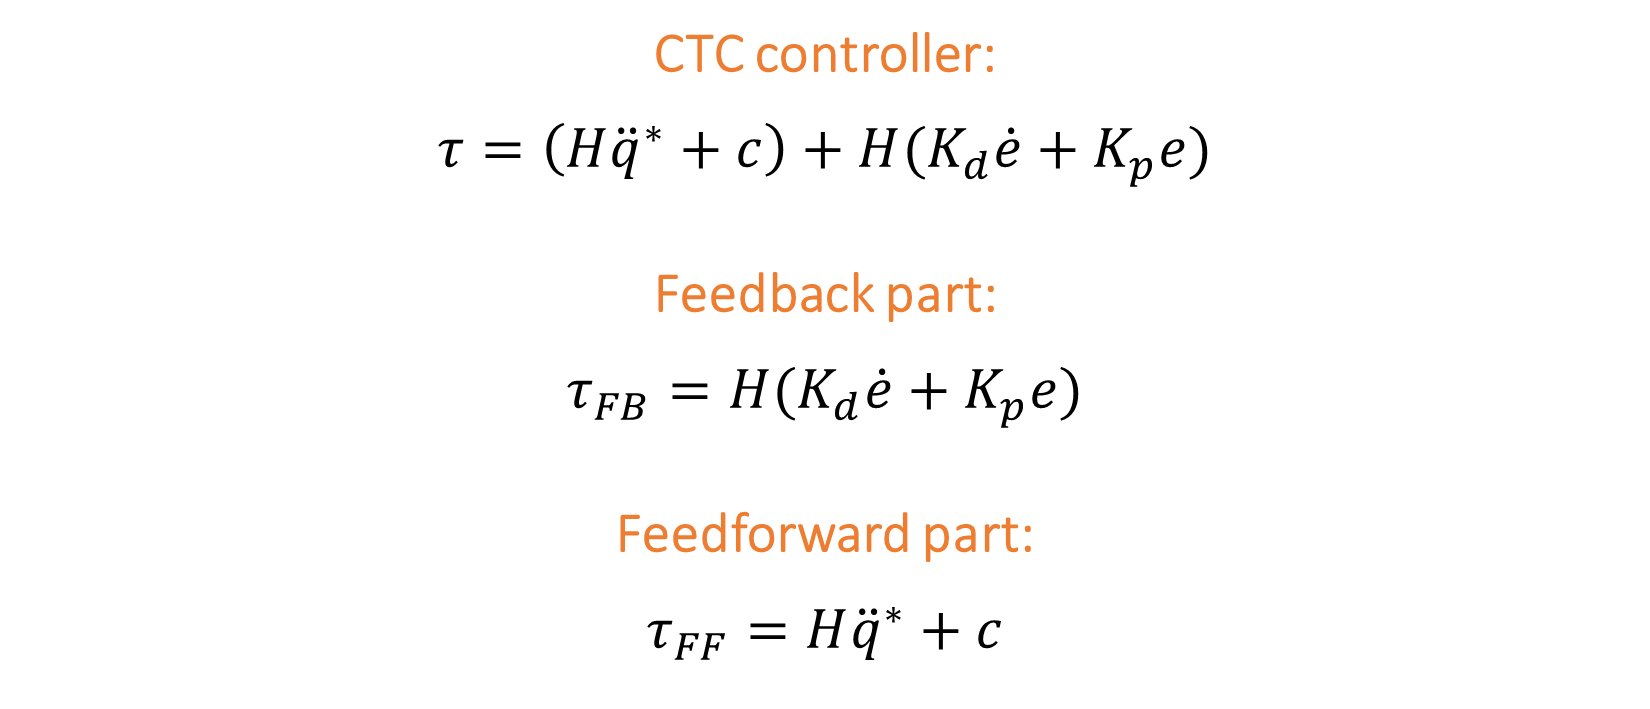 CTC controller:
τ = (Hq̈* + c) + H(K_d ė + K_p e)
Feedback part:
τ_FB = H(K_d ė + K_p e)
Feedforward part:
τ_FF = Hq̈* + c